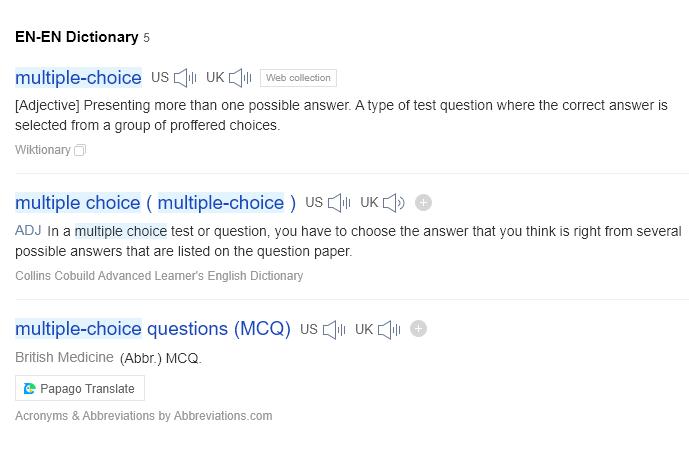 EN-EN Dictionary 5
multiple-choice US UK Web collection
[Adjective] Presenting more than one possible answer. A type of test question where the correct answer is
selected from a group of proffered choices.
Wiktionary
multiple choice ( multiple-choice ) US UK
ADJ In a multiple choice test or question, you have to choose the answer that you think is right from several
possible answers that are listed on the question paper.
Collins Cobuild Advanced Learner's English Dictionary
multiple-choice questions (MCQ) US UK
British Medicine (Abbr.) MCQ.
Papago Translate
Acronyms & Abbreviations by Abbreviations.com